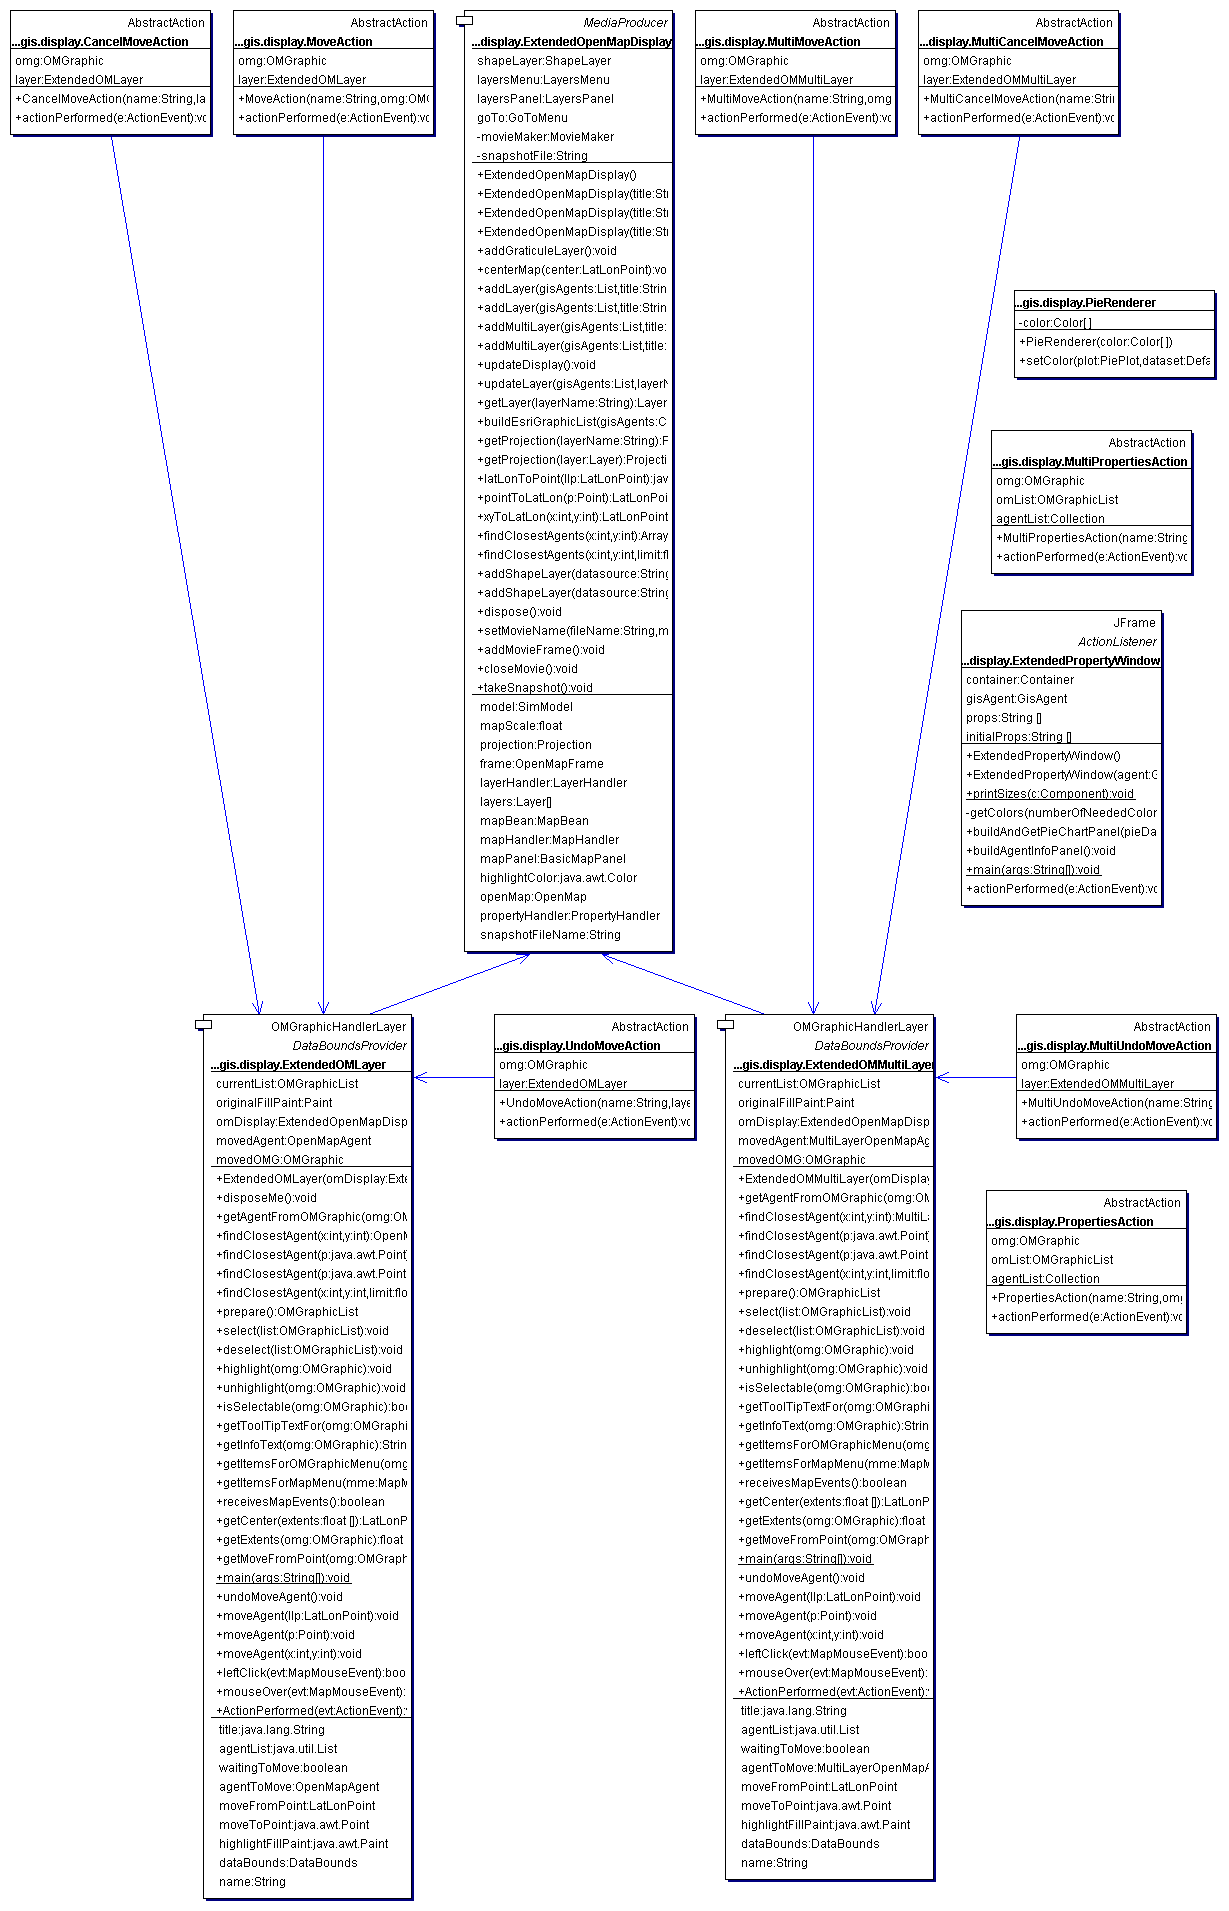 AbstractAction
...gis.display.CancelMoveAction
omg:OMGraphic
layer:ExtendedOMLayer
+CancelMoveAction(name:String,la
+actionPerformed(e:ActionEvent):vc
AbstractAction
...gis.display.MoveAction
omg:OMGraphic
layer:ExtendedOMLayer
+MoveAction(name:String,omg:OM
+actionPerformed(e:ActionEvent):vc
MediaProducer
...display.ExtendedOpenMapDisplay
shapeLayer:ShapeLayer
layersMenu:LayersMenu
layersPanel:LayersPanel
goTo:GoToMenu
-movieMaker:MovieMaker
-snapshotFile:String
+ExtendedOpenMapDisplay()
+ExtendedOpenMapDisplay(title:Stri
+ExtendedOpenMapDisplay(title:Stri
+ExtendedOpenMapDisplay(title:Stri
+addGraticuleLayer():void
+centerMap(center:LatLonPoint):vo
+addLayer(gisAgents:List,title:Strin
+addLayer(gisAgents:List,title:Strin
+addMultiLayer(gisAgents:List,title:
+addMultiLayer(gisAgents:List,title:
+updateDisplay():void
+updateLayer(gisAgents:List,layerN
+getLayer(layerName:String):Layer
+buildEsriGraphicList(gisAgents:C
+getProjection(layerName:String):P
+getProjection(layer:Layer):Projecti
+latLonToPoint(llp:LatLonPoint):jav
+pointToLatLon(p:Point):LatLonPoi
+xyToLatLon(x:int,y:int):LatLonPoint
+findClosestAgents(x:int,y:int):Array
+findClosestAgents(x:int,y:int,limit:fl
+addShapeLayer(datasource:String
+addShapeLayer(datasource:String
+dispose():void
+setMovieName(fileName:String,m
+addMovieFrame():void
+closeMovie():void
+takeSnapshot():void
model:SimModel
mapScale:float
projection:Projection
frame:OpenMapFrame
layerHandler:LayerHandler
layers:Layer[]
mapBean:MapBean
mapHandler:MapHandler
mapPanel:BasicMapPanel
highlightColor:java.awt.Color
openMap:OpenMap
propertyHandler:PropertyHandler
snapshotFileName:String
AbstractAction
...gis.display.MultiMoveAction
omg:OMGraphic
layer:ExtendedOMMultiLayer
+MultiMoveAction(name:String,omg
+actionPerformed(e:ActionEvent):vc
AbstractAction
...gis.display.MultiCancelMoveAction
omg:OMGraphic
layer:ExtendedOMMultiLayer
+MultiCancelMoveAction(name:Stri
+actionPerformed(e:ActionEvent):vc
...gis.display.PieRenderer
-color:Color[]
+PieRenderer(color:Color[])
+setColor(plot:PiePlot,dataset:Defa
AbstractAction
...gis.display.MultiPropertiesAction
omg:OMGraphic
omList:OMGraphicList
agentList:Collection
+MultiPropertiesAction(name:String
+actionPerformed(e:ActionEvent):vc
JFrame
ActionListener
...display.ExtendedPropertyWindow
container:Container
gisAgent:GisAgent
props:String []
initialProps:String []
+ExtendedPropertyWindow()
+ExtendedPropertyWindow(agent:G
+printSizes(c:Component):void
-getColors(numberOfNeededColor
+buildAndGetPieChartPanel(pieDa
+buildAgentInfoPanel():void
+main(args:String[]):void
+actionPerformed(e:ActionEvent):vc
OMGraphicHandlerLayer
DataBoundsProvider
...gis.display.ExtendedOMLayer
currentList:OMGraphicList
originalFillPaint:Paint
omDisplay:ExtendedOpenMapDisp
movedAgent:OpenMapAgent
movedOMG:OMGraphic
+ExtendedOMLayer(omDisplay:Exte
+disposeMe():void
+getAgentFromOMGraphic(omg:OM
+findClosestAgent(x:int,y:int):OpenM
+findClosestAgent(p:java.awt.Point)
+findClosestAgent(p:java.awt.Point
+findClosestAgent(x:int,y:int,limit:flo
+prepare():OMGraphicList
+select(list:OMGraphicList):void
+deselect(list:OMGraphicList):void
+highlight(omg:OMGraphic):void
+unhighlight(omg:OMGraphic):void
+isSelectable(omg:OMGraphic):boo
+getToolTipTextFor(omg:OMGraphi
+getInfoText(omg:OMGraphic):Strin
+getItemsForOMGraphicMenu(omg
+getItemsForMapMenu(mme:MapM
+receivesMapEvents():boolean
+getCenter(extents:float []):LatLonP
+getExtents(omg:OMGraphic):float
+getMoveFromPoint(omg:OMGraph
+main(args:String[]):void
+undoMoveAgent():void
+moveAgent(llp:LatLonPoint):void
+moveAgent(p:Point):void
+moveAgent(x:int,y:int):void
+leftClick(evt:MapMouseEvent):boo
+mouseOver(evt:MapMouseEvent):
+ActionPerformed(evt:ActionEvent):
title:java.lang.String
agentList:java.util.List
waitingToMove:boolean
agentToMove:OpenMapAgent
moveFromPoint:LatLonPoint
moveToPoint:java.awt.Point
highlightFillPaint:java.awt.Paint
dataBounds:DataBounds
name:String
AbstractAction
...gis.display.UndoMoveAction
omg:OMGraphic
layer:ExtendedOMLayer
+UndoMoveAction(name:String,laye
+actionPerformed(e:ActionEvent):vc
OMGraphicHandlerLayer
DataBoundsProvider
...gis.display.ExtendedOMMultiLayer
currentList:OMGraphicList
originalFillPaint:Paint
omDisplay:ExtendedOpenMapDisp
movedAgent:MultiLayerOpenMapAg
movedOMG:OMGraphic
+ExtendedOMMultiLayer(omDisplay
+getAgentFromOMGraphic(omg:OM
+findClosestAgent(x:int,y:int):MultiLa
+findClosestAgent(p:java.awt.Point)
+findClosestAgent(p:java.awt.Point
+findClosestAgent(x:int,y:int,limit:flo
+prepare():OMGraphicList
+select(list:OMGraphicList):void
+deselect(list:OMGraphicList):void
+highlight(omg:OMGraphic):void
+unhighlight(omg:OMGraphic):void
+isSelectable(omg:OMGraphic):boo
+getToolTipTextFor(omg:OMGraphi
+getInfoText(omg:OMGraphic):Strin
+getItemsForOMGraphicMenu(omg
+getItemsForMapMenu(mme:MapM
+receivesMapEvents():boolean
+getCenter(extents:float []):LatLonP
+getExtents(omg:OMGraphic):float
+getMoveFromPoint(omg:OMGraph
+main(args:String[]):void
+undoMoveAgent():void
+moveAgent(llp:LatLonPoint):void
+moveAgent(p:Point):void
+moveAgent(x:int,y:int):void
+leftClick(evt:MapMouseEvent):boo
+mouseOver(evt:MapMouseEvent):
+ActionPerformed(evt:ActionEvent):
title:java.lang.String
agentList:java.util.List
waitingToMove:boolean
agentToMove:MultiLayerOpenMapA
moveFromPoint:LatLonPoint
moveToPoint:java.awt.Point
highlightFillPaint:java.awt.Paint
dataBounds:DataBounds
name:String
AbstractAction
...gis.display.MultiUndoMoveAction
omg:OMGraphic
layer:ExtendedOMMultiLayer
+MultiUndoMoveAction(name:String
+actionPerformed(e:ActionEvent):vc
AbstractAction
...gis.display.PropertiesAction
omg:OMGraphic
omList:OMGraphicList
agentList:Collection
+PropertiesAction(name:String,omg
+actionPerformed(e:ActionEvent):vc